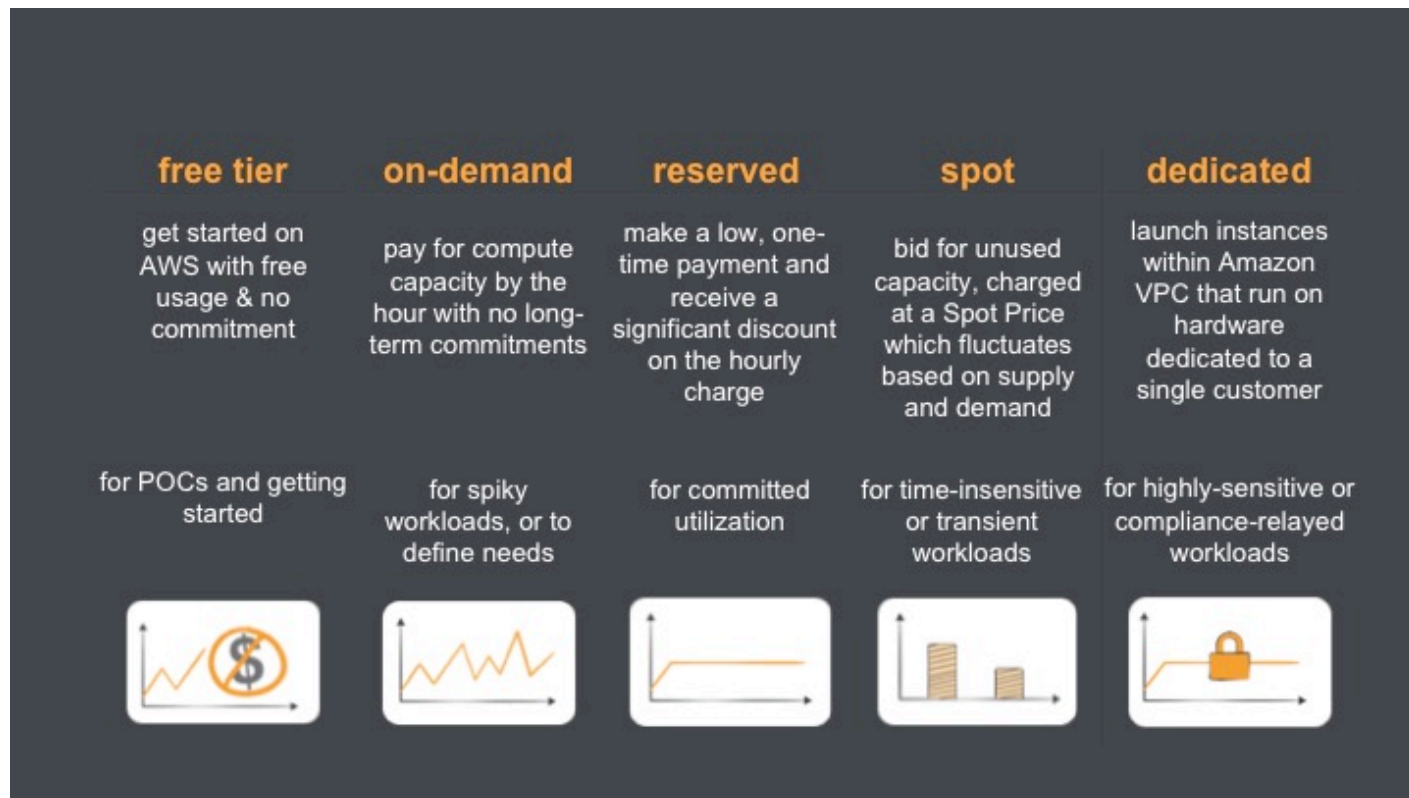 free tier
get started on
AWS with free
usage & no
commitment
for POCs and getting
started
on-demand
pay for compute
capacity by the
hour with no long-
term commitments
for spiky
workloads, or to
define needs
reserved
make a low, one-
time payment and
receive a
significant discount
on the hourly
charge
for committed
utilization
spot
bid for unused
capacity, charged
at a Spot Price
which fluctuates
based on supply
and demand
for time-insensitive
or transient
workloads
dedicated
launch instances
within Amazon
VPC that run on
hardware
dedicated to a
single customer
for highly-sensitive or
compliance-relayed
workloads
$